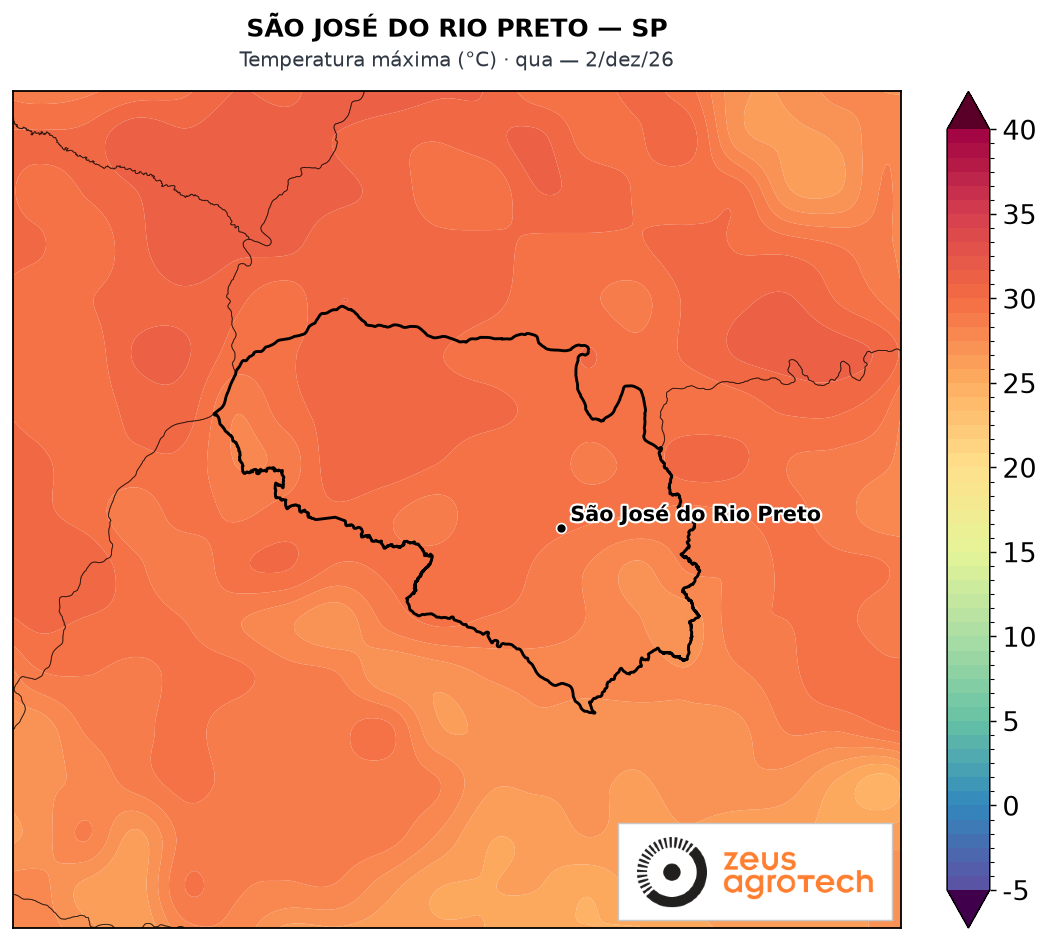 SÃO JOSÉ DO RIO PRETO — SP
Temperatura máxima (°C) · qua — 2/dez/26
40
35
30
25
20
15
10
5
0
-5
São José do Rio Preto
zeus
agrotech